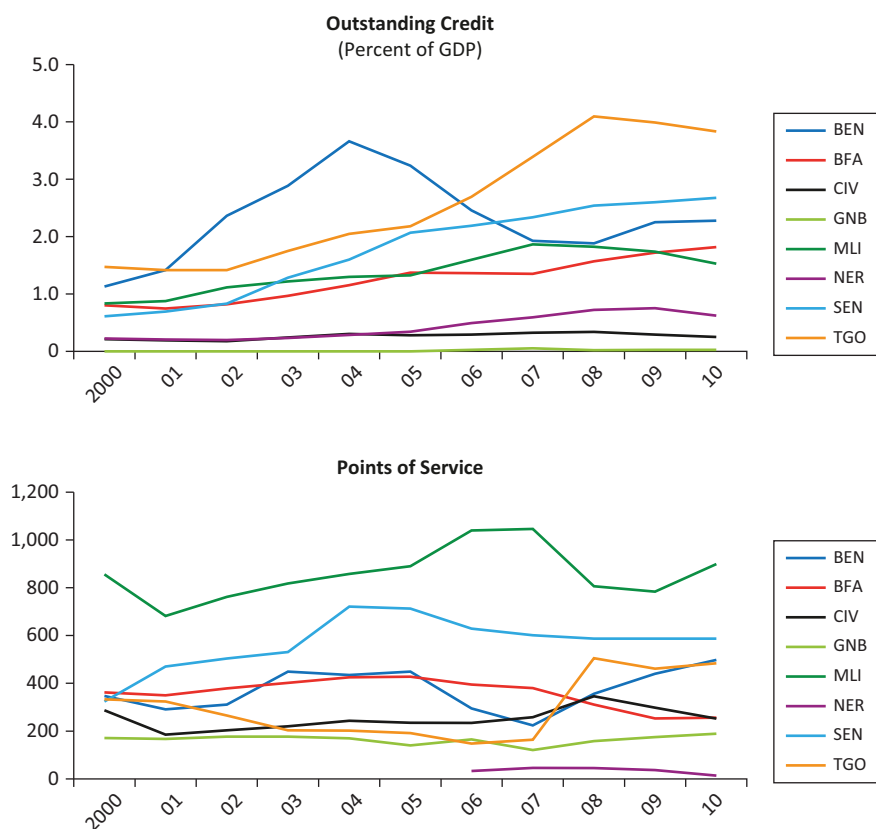 Outstanding Credit
(Percent of GDP)
5.0
4.0
3.0
2.0
1.0
0
2000 01 02 03 04 05 06 07 08 09 10
BEN
BFA
CIV
GNB
MLI
NER
SEN
TGO
Points of Service
1,200
1,000
800
600
400
200
0
2000 01 02 03 04 05 06 07 08 09 10
BEN
BFA
CIV
GNB
MLI
NER
SEN
TGO